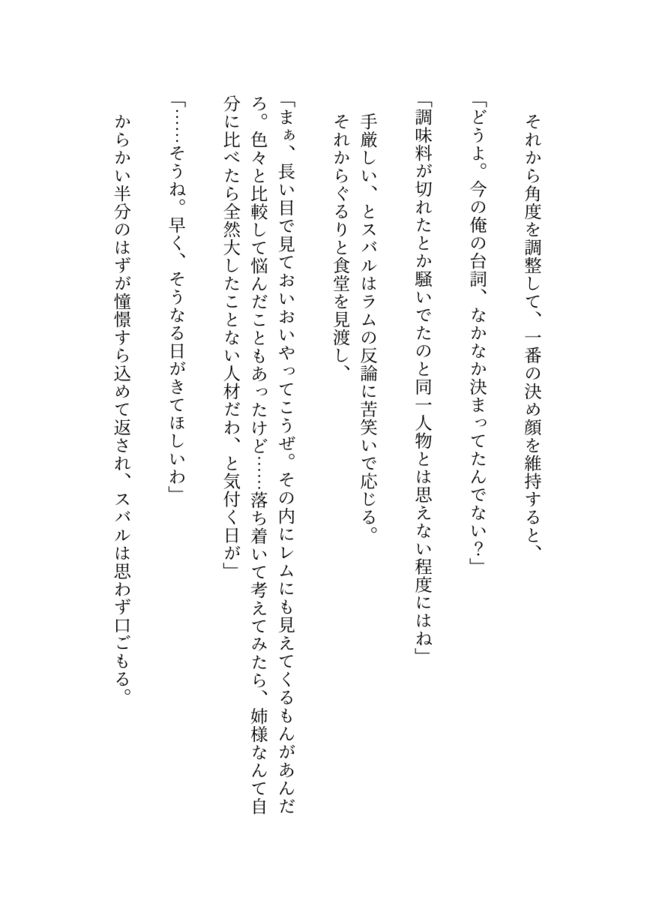 それから角度を調整して、一番の決め顔を維持すると、
「どうよ。今の俺の台詞、なかなか決まってたんでない？」
「調味料が切れたとか騒いでたのと同一人物とは思えない程度にはね」
手厳しい、とスバルはラムの反論に苦笑いで応じる。
それからぐるりと食堂を見渡し、
「まぁ、長い目で見ておいおいやってこうぜ。その内にレムにも見えてくるもんがあんだ
ろ。色々と比較して悩んだこともあったけど……落ち着いて考えてみたら、姉様なんて自
分に比べたら全然大したことない人材だわ、と気付く日が」
「……そうね。早く、そうなる日がきてほしいわ」
からかい半分のはずが憧憬すら込めて返され、スバルは思わず口ごもる。